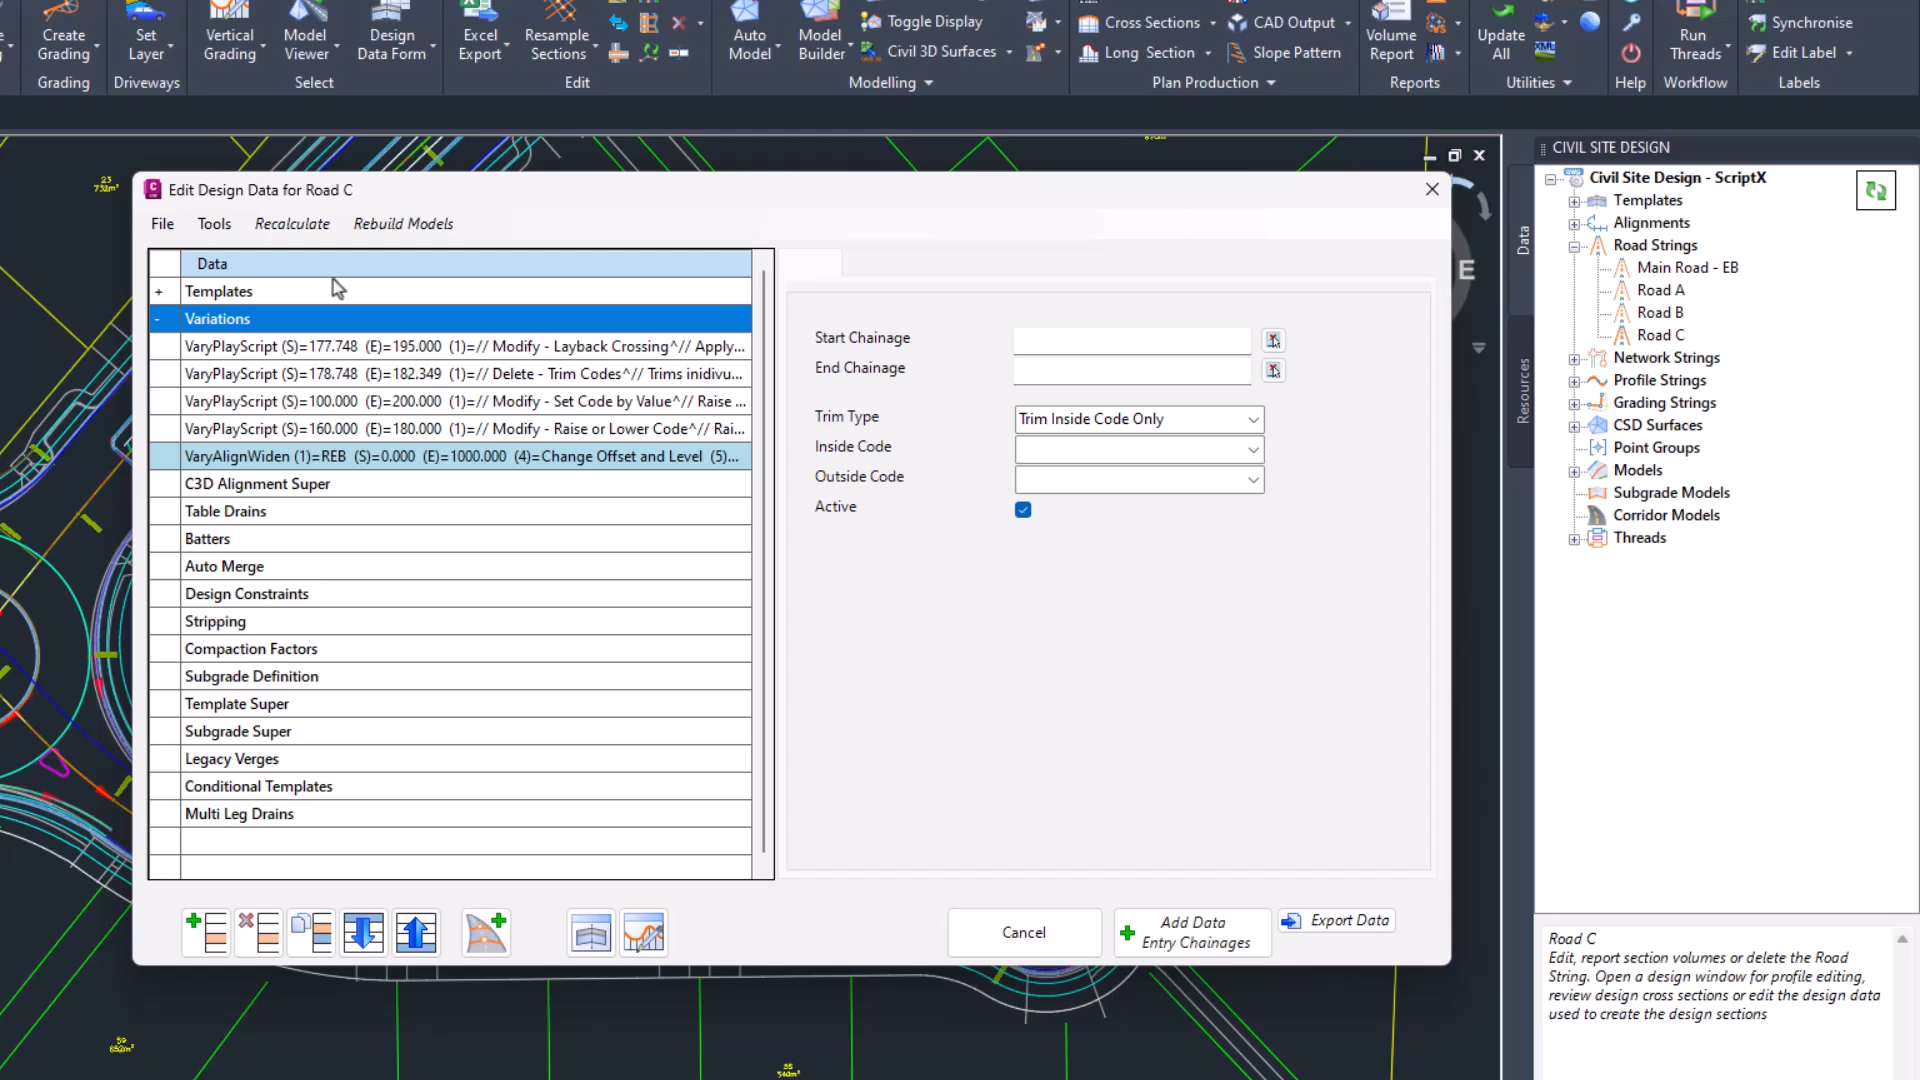 Create
Grading
Set
Layer
Vertical
Grading
Model
Viewer
Design
Data Form
Excel
Export
Resample
Sections
Auto
Model
Model
Builder
Toggle Display
Civil 3D Surfaces
Cross Sections
Long Section
CAD Output
Slope Pattern
Volume
Report
Update
All
XML
Run
Threads
Synchronise
Edit Label
Grading
Driveways
Select
Edit
Modelling
Plan Production
Reports
Utilities
Help
Workflow
Labels
Edit Design Data for Road C
File
Tools
Recalculate
Rebuild Models
Data
Templates
Variations
VaryPlayScript (S)=177.748 (E)=195.000 (1)=// Modify - Layback Crossing^// Apply...
VaryPlayScript (S)=178.748 (E)=182.349 (1)=// Delete - Trim Codes^// Trims inidivu...
VaryPlayScript (S)=100.000 (E)=200.000 (1)=// Modify - Set Code by Value^// Raise ...
VaryPlayScript (S)=160.000 (E)=180.000 (1)=// Modify - Raise or Lower Code^// Rai...
VaryAlignWiden (1)=REB (S)=0.000 (E)=1000.000 (4)=Change Offset and Level (5)...
C3D Alignment Super
Table Drains
Batters
Auto Merge
Design Constraints
Stripping
Compaction Factors
Subgrade Definition
Template Super
Subgrade Super
Legacy Verges
Conditional Templates
Multi Leg Drains
Start Chainage
End Chainage
Trim Type
Trim Inside Code Only
Inside Code
Outside Code
Active
Cancel
Add Data
Entry Chainages
Export Data
E
Data
Resources
CIVIL SITE DESIGN
Civil Site Design - ScriptX
Templates
Alignments
Road Strings
Main Road - EB
Road A
Road B
Road C
Network Strings
Profile Strings
Grading Strings
CSD Surfaces
Point Groups
Models
Subgrade Models
Corridor Models
Threads
Road C
Edit, report section volumes or delete the Road
String. Open a design window for profile editing,
review design cross sections or edit the design data
used to create the design sections